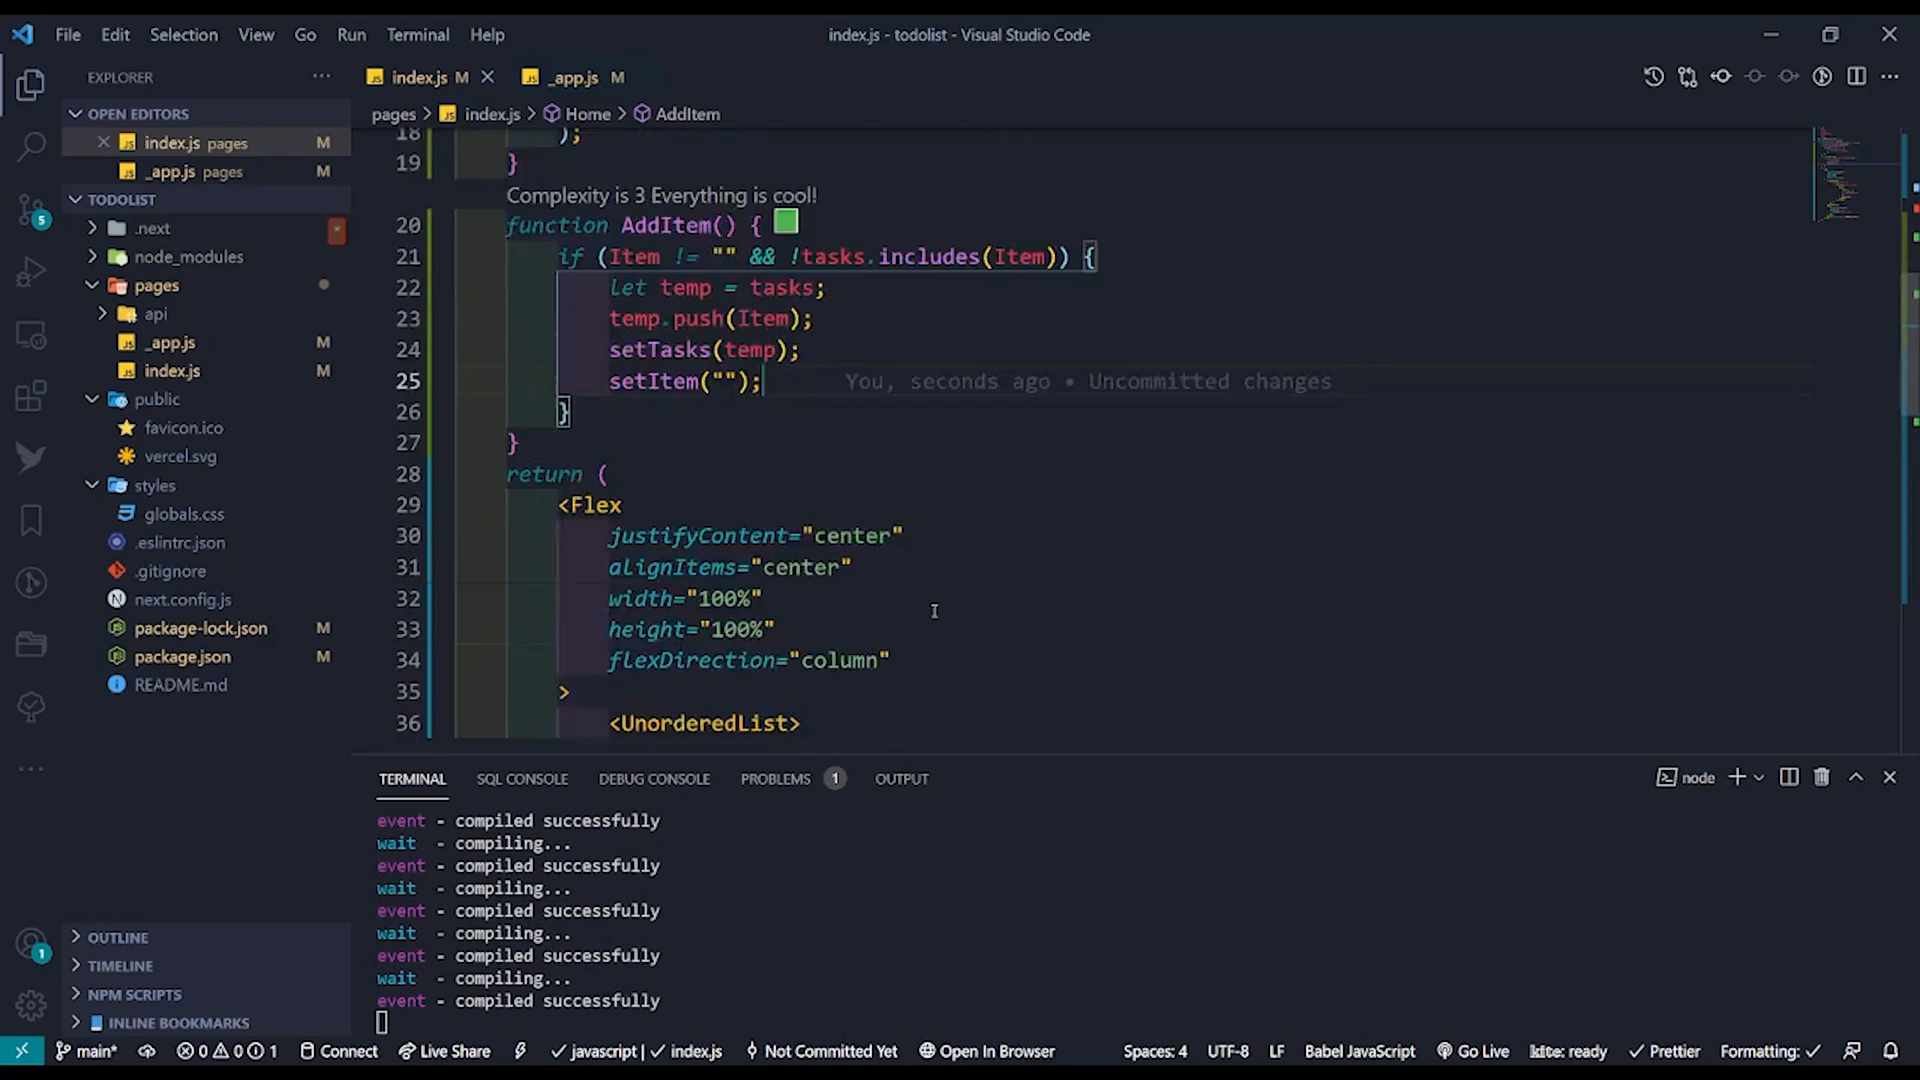 File Edit Selection View Go Run Terminal Help
index.js - todolist - Visual Studio Code
EXPLORER
OPEN EDITORS
index.js pages M
_app.js pages M
TODOLIST
.next
node_modules
pages
api
_app.js M
index.js M
public
favicon.ico
vercel.svg
styles
globals.css
.eslintrc.json
.gitignore
next.config.js
package-lock.json M
package.json M
README.md
OUTLINE
TIMELINE
NPM SCRIPTS
INLINE BOOKMARKS
5
1
index.js M
_app.js M
pages > index.js > Home > AddItem
18 );
19 }
Complexity is 3 Everything is cool!
20 function AddItem() {
21 if (Item != "" && !tasks.includes(Item)) {
22 let temp = tasks;
23 temp.push(Item);
24 setTasks(temp);
25 setItem(""); You, seconds ago • Uncommitted changes
26 }
27 }
28 return (
29 <Flex
30 justifyContent="center"
31 alignItems="center"
32 width="100%"
33 height="100%"
34 flexDirection="column"
35 >
36 <UnorderedList>
TERMINAL SQL CONSOLE DEBUG CONSOLE PROBLEMS 1 OUTPUT
node
event - compiled successfully
wait - compiling...
event - compiled successfully
wait - compiling...
event - compiled successfully
wait - compiling...
event - compiled successfully
wait - compiling...
event - compiled successfully
main* 0 0 1 Connect Live Share javascript | index.js Not Committed Yet Open In Browser Spaces: 4 UTF-8 LF Babel JavaScript Go Live kite: ready Prettier Formatting: